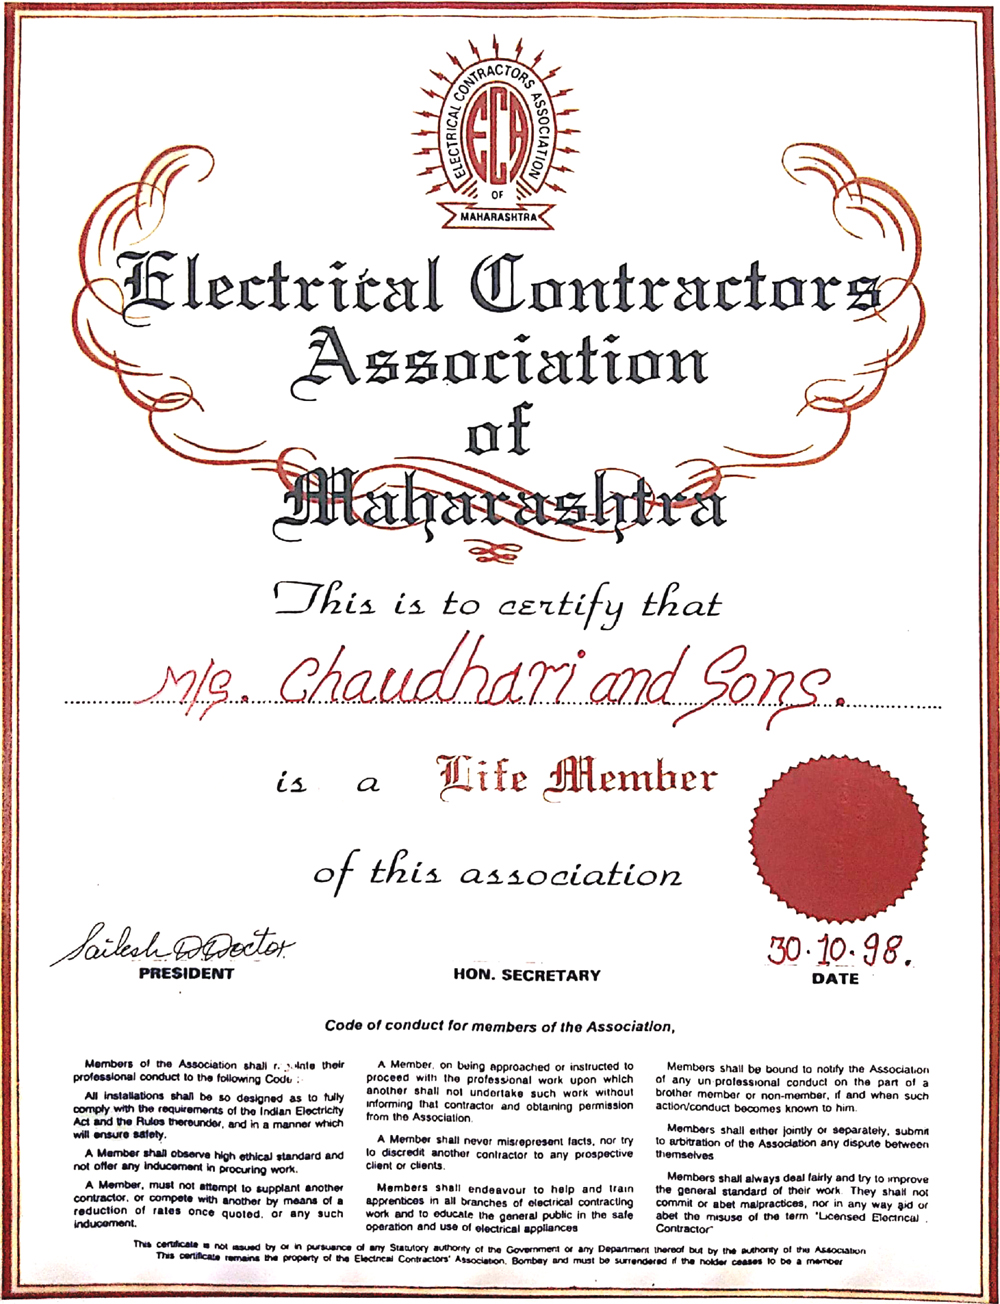 ELECTRICAL CONTRACTORS ASSOCIATION
ECA
OF
MAHARASHTRA
Electrical Contractors
Association
of
Maharashtra
This is to certify that
M/S. Chaudhari and Sons.
is a Life Member
of this association
Sailesh D Doctor
30.10.98.
PRESIDENT
HON. SECRETARY
DATE
Code of conduct for members of the Association,
Members of the Association shall their
professional conduct to the following Code :
All installations shall be so designed as to fully
comply with the requirements of the Indian Electricity
Act and the Rules thereunder, and in a manner which
will ensure safety.
A Member shall observe high ethical standard and
not offer any inducement in procuring work.
A Member, must not attempt to supplant another
contractor, or compete with another by means of a
reduction of rates once quoted, or any such
inducement.
A Member, on being approached or instructed to
proceed with the professional work upon which
another shall not undertake such work without
informing that contractor and obtaining permission
from the Association.
A Member shall never misrepresent facts, nor try
to discredit another contractor to any prospective
client or clients.
Members shall endeavour to help and train
apprentices in all branches of electrical contracting
work and to educate the general public in the safe
operation and use of electrical appliances
Members shall be bound to notify the Association
of any un-professional conduct on the part of a
brother member or non-member, if and when such
action/conduct becomes known to him.
Members shall either jointly or separately, submit
to arbitration of the Association any dispute between
themselves
Members shall always deal fairly and try to improve
the general standard of their work. They shall not
commit or abet malpractices, nor in any way aid or
abet the misuse of the term "Licensed Electrical
Contractor"
This certificate is not issued by or in pursuance of any Statutory authority of the Government or any Department thereof but by the authority of the Association
This certificate remains the property of the Electrical Contractors' Association, Bombay and must be surrendered if the holder ceases to be a member